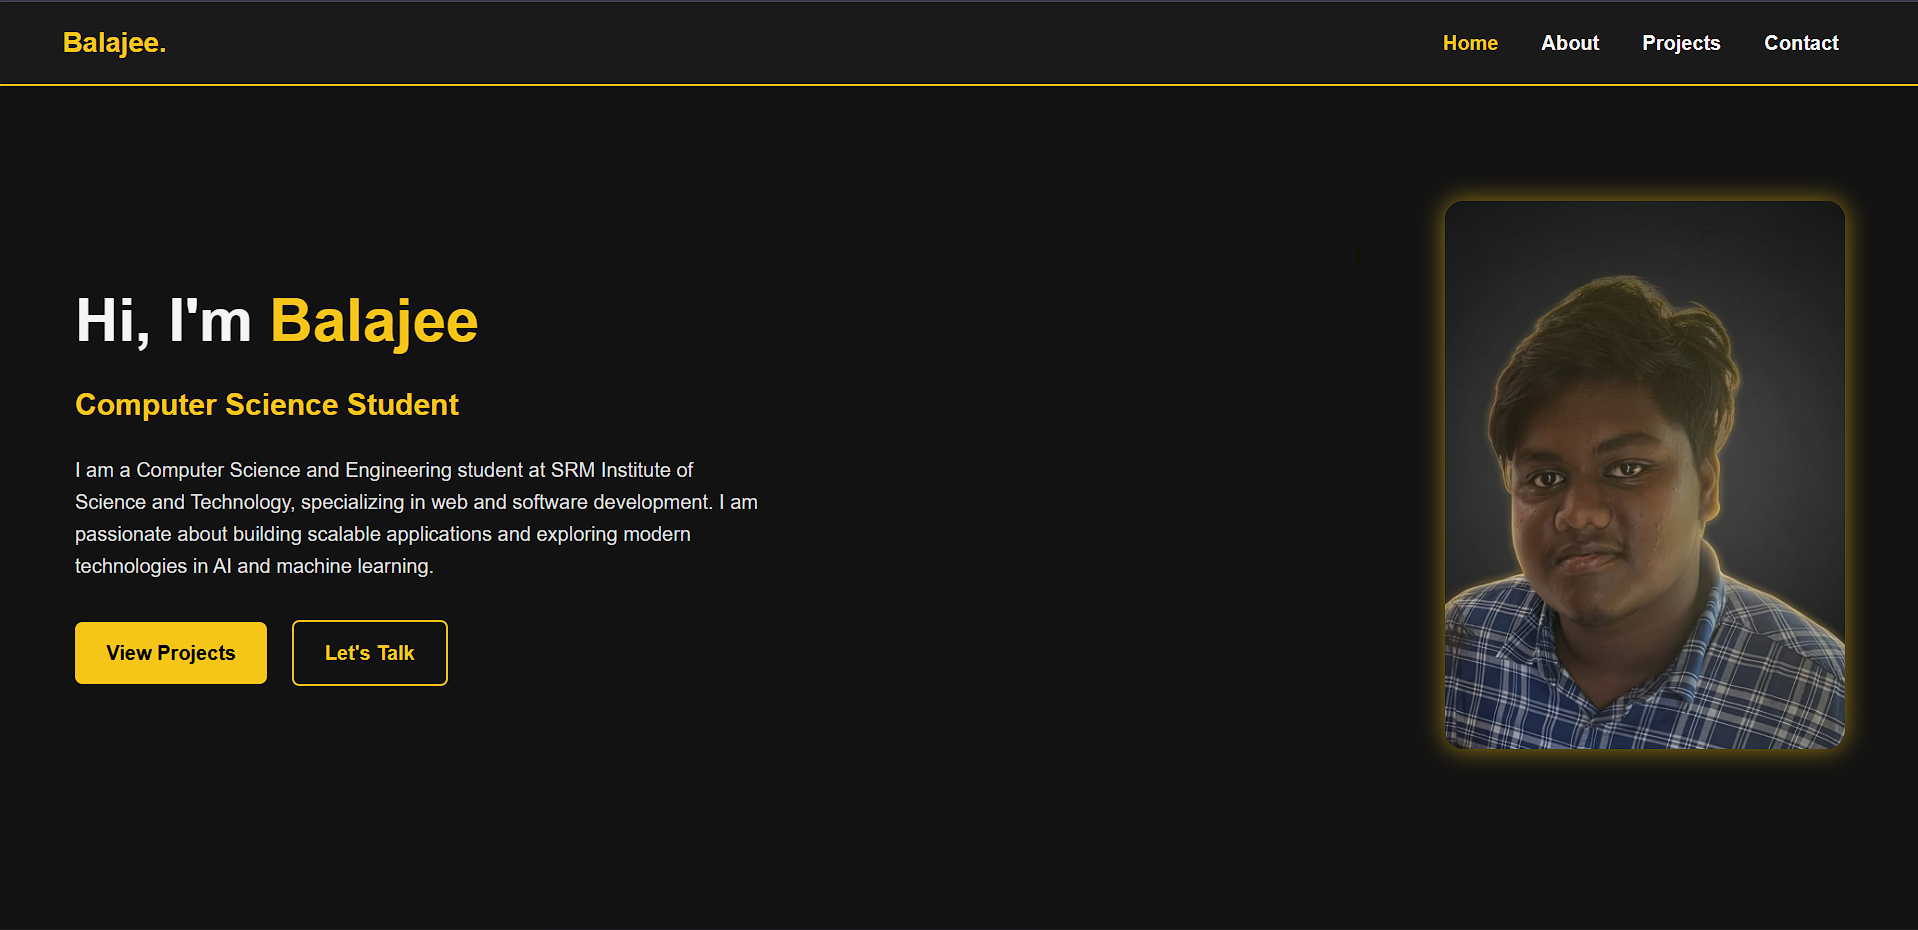 Balajee.
Home About Projects Contact
Hi, I'm Balajee
Computer Science Student
I am a Computer Science and Engineering student at SRM Institute of
Science and Technology, specializing in web and software development. I am
passionate about building scalable applications and exploring modern
technologies in AI and machine learning.
View Projects
Let's Talk